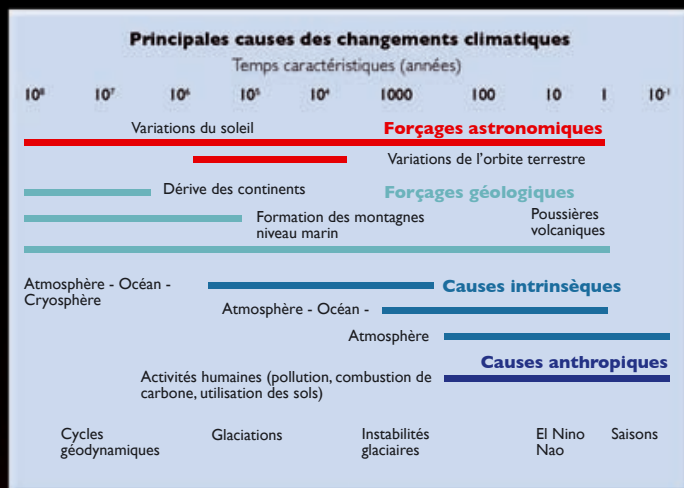 Principales causes des changements climatiques
Temps caractéristiques (années)
10⁸ 10⁷ 10⁶ 10⁵ 10⁴ 1000 100 10 1 10⁻¹
Variations du soleil Forçages astronomiques
Variations de l'orbite terrestre
Dérive des continents Forçages géologiques
Formation des montagnes
niveau marin
Poussières
volcaniques
Atmosphère - Océan -
Cryosphère
Causes intrinsèques
Atmosphère - Océan -
Atmosphère
Causes anthropiques
Activités humaines (pollution, combustion de
carbone, utilisation des sols)
Cycles
géodynamiques
Glaciations
Instabilités
glaciaires
El Nino
Nao
Saisons